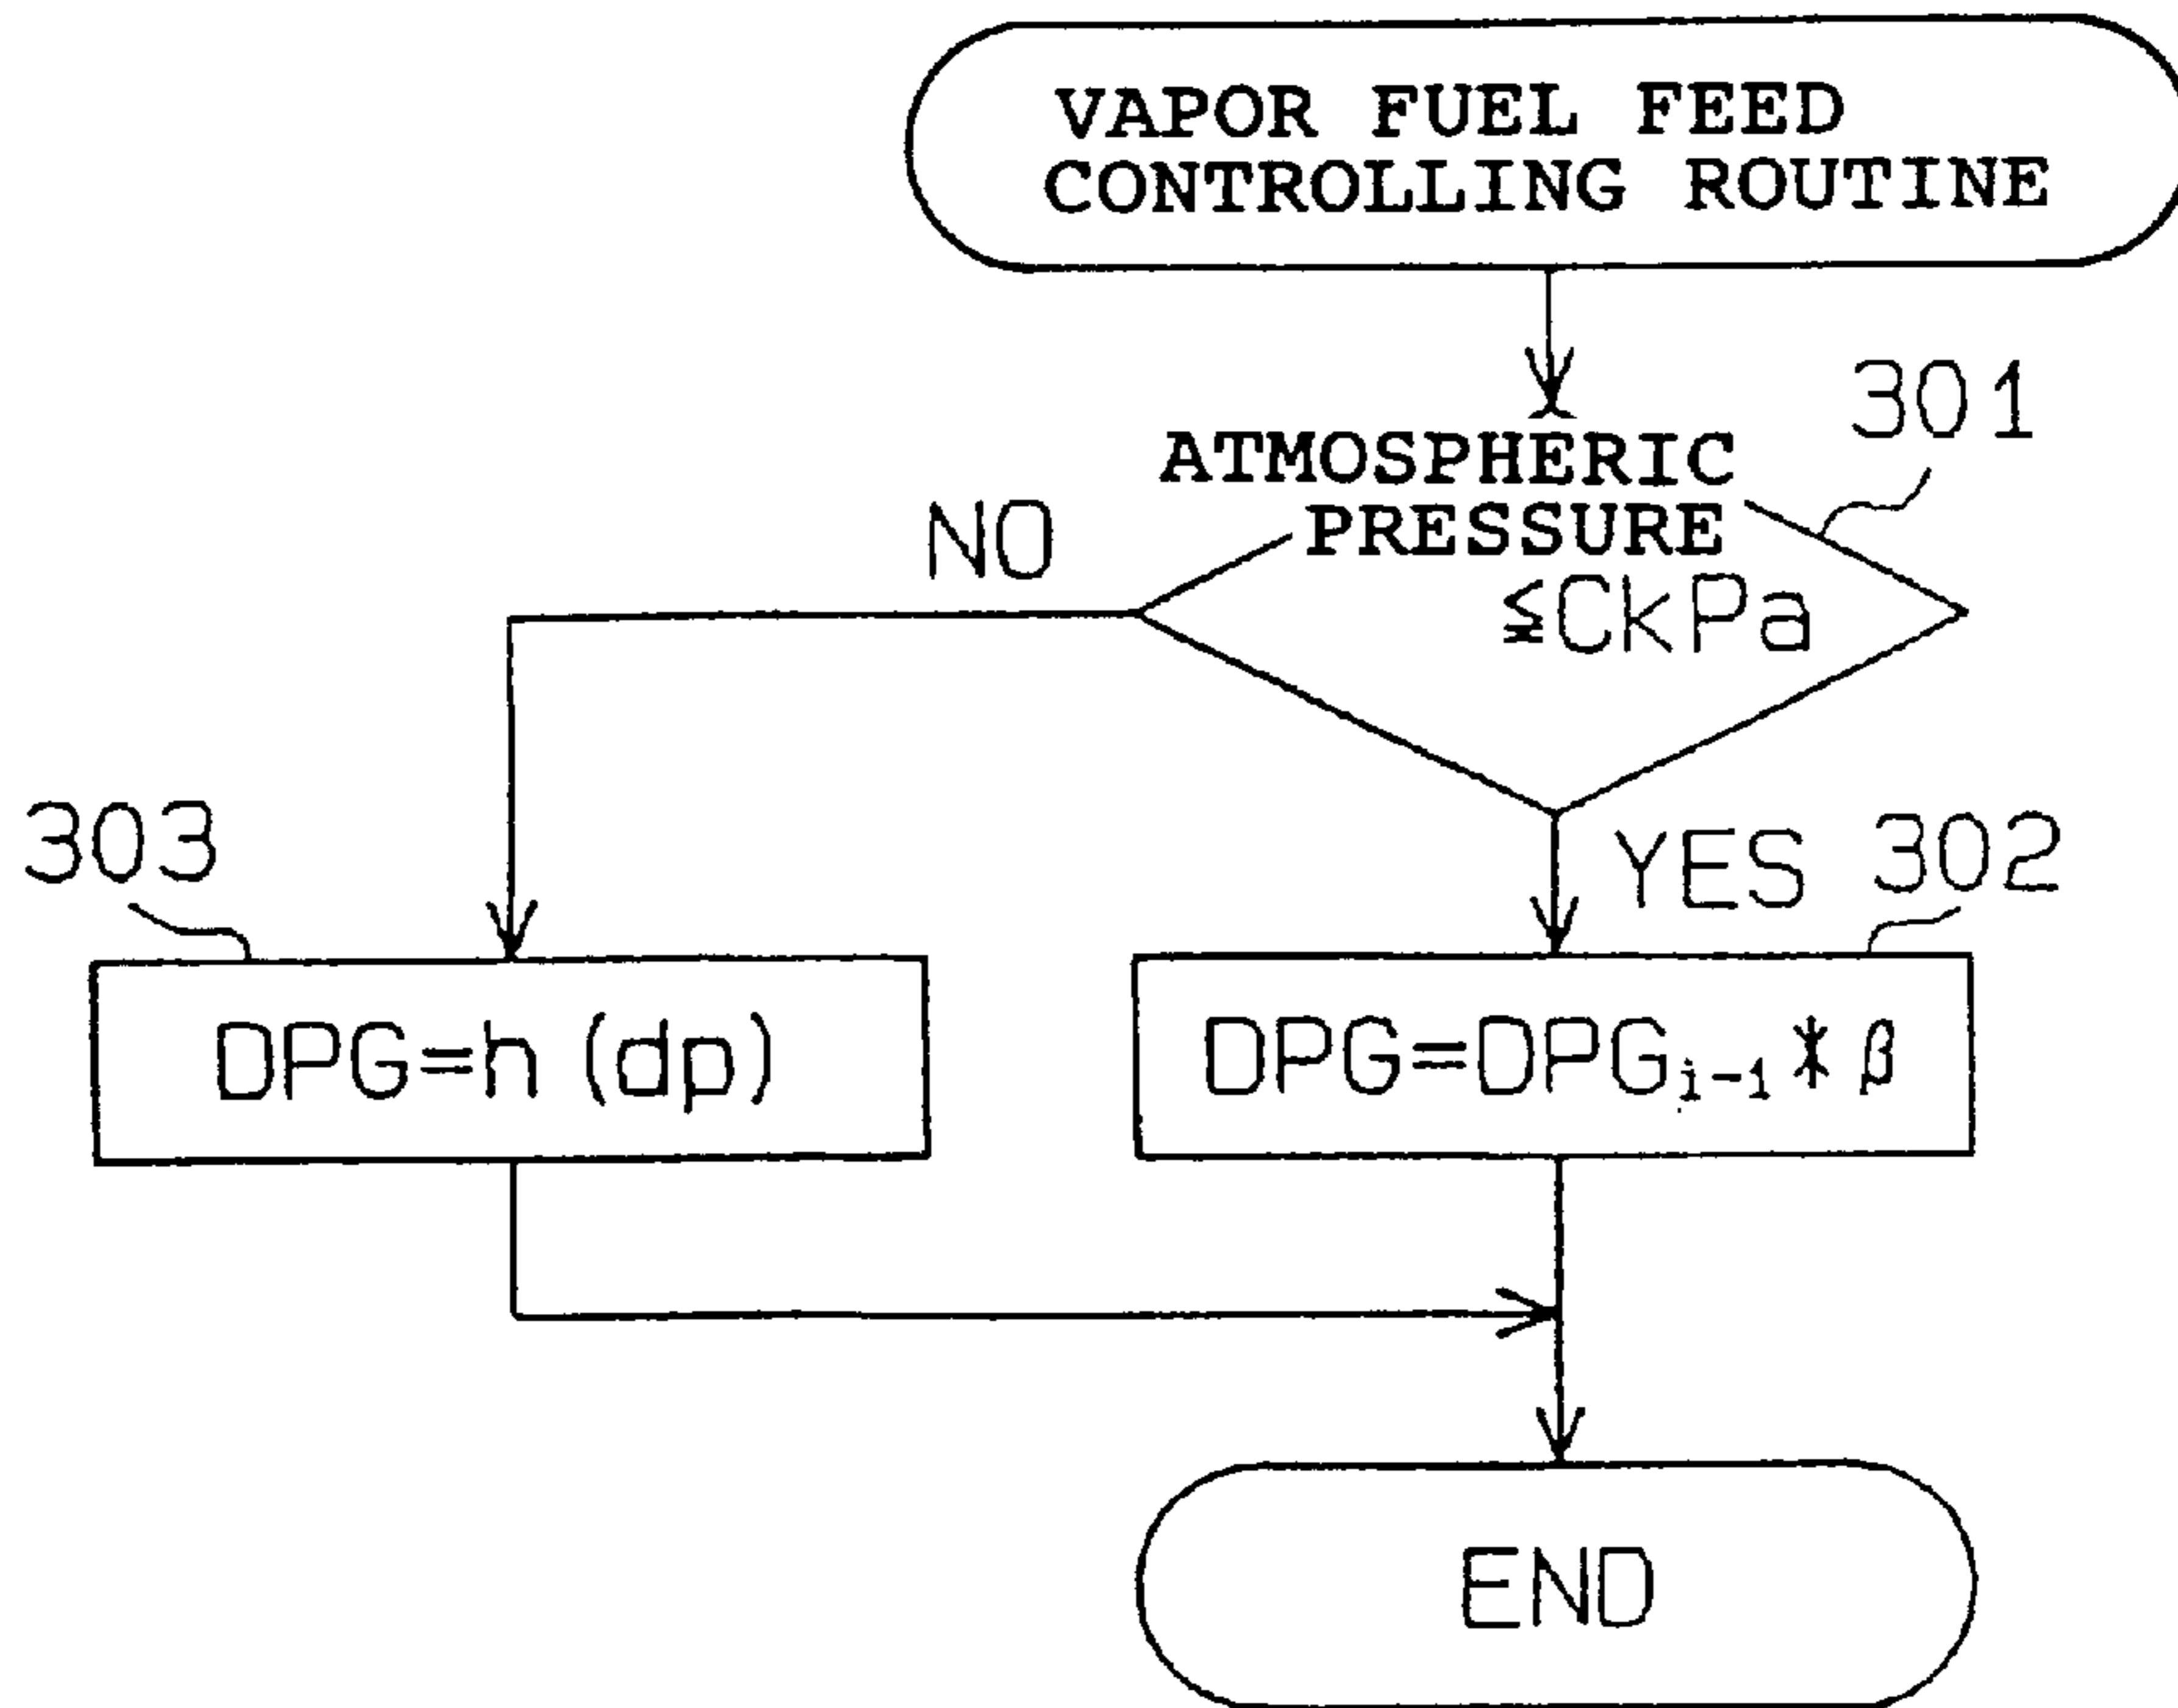 VAPOR FUEL FEED
CONTROLLING ROUTINE
301
ATMOSPHERIC
PRESSURE
≦CkPa
NO
YES
303
302
DPG=h (dp)
DPG=DPGi-1 * β
END